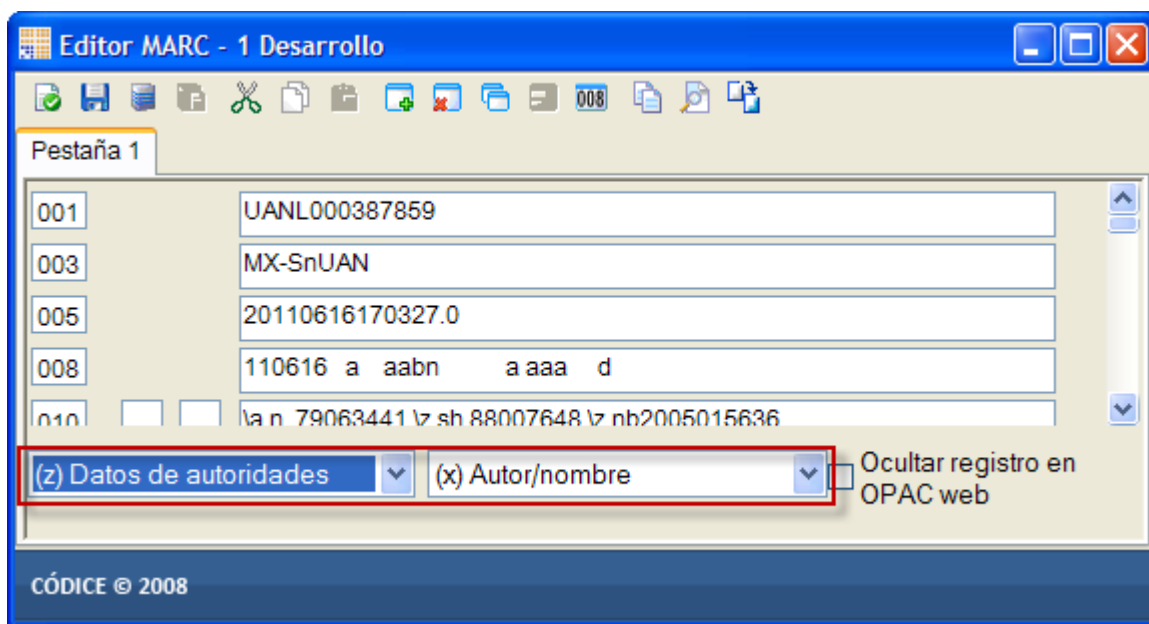 Editor MARC - 1 Desarrollo
008
Pestaña 1
001 UANL000387859
003 MX-SnUAN
005 20110616170327.0
008 110616 a aabn a aaa d
010 \a n 79063441 \z sh 88007648 \z nb2005015636
(z) Datos de autoridades (x) Autor/nombre Ocultar registro en
OPAC web
CÓDICE © 2008